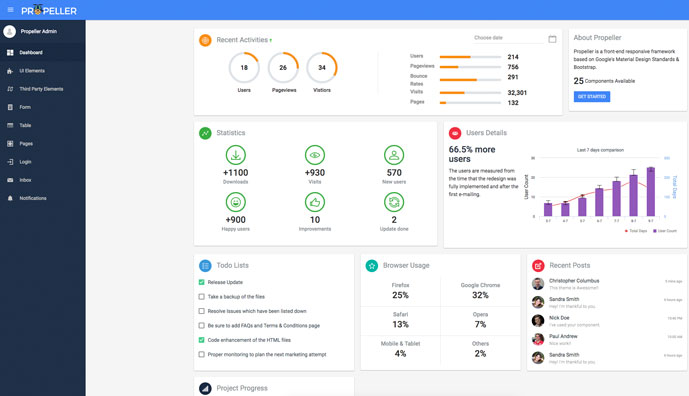 PROPELLER
Propeller Admin
Dashboard
UI Elements
Third Party Elements
Form
Table
Pages
Login
Inbox
Notifications
Recent Activities
Choose date
18
26
34
Users
Pageviews
Visitors
Users 214
Pageviews 756
Bounce Rates 291
Visits 32,301
Pages 132
About Propeller
Propeller is a front-end responsive framework
based on Google's Material Design Standards &
Bootstrap.
25 Components Available
GET STARTED
Statistics
+1100
Downloads
+930
Visits
570
New users
+900
Happy users
10
Improvements
2
Update done
Users Details
66.5% more
users
The users are measured from
the time that the redesign was
fully implemented and after the
first e-mailing.
Last 7 days comparsion
User Count
Total Days
Total Days
User Count
Todo Lists
Release Update
Take a backup of the files
Resolve issues which have been listed down
Be sure to add FAQs and Terms & Conditions page
Code enhancement of the HTML files
Proper monitoring to plan the next marketing attempt
Browser Usage
Firefox
25%
Google Chrome
32%
Safari
13%
Opera
7%
Mobile & Tablet
4%
Others
2%
Recent Posts
Christopher Columbus
This theme is Awesome!!
Sandra Smith
Hey! I'm thankful to you.
Nick Doe
I've used your component.
Paul Andrew
Nice work!!
Sandra Smith
Hey! I'm thankful to you.
Project Progress